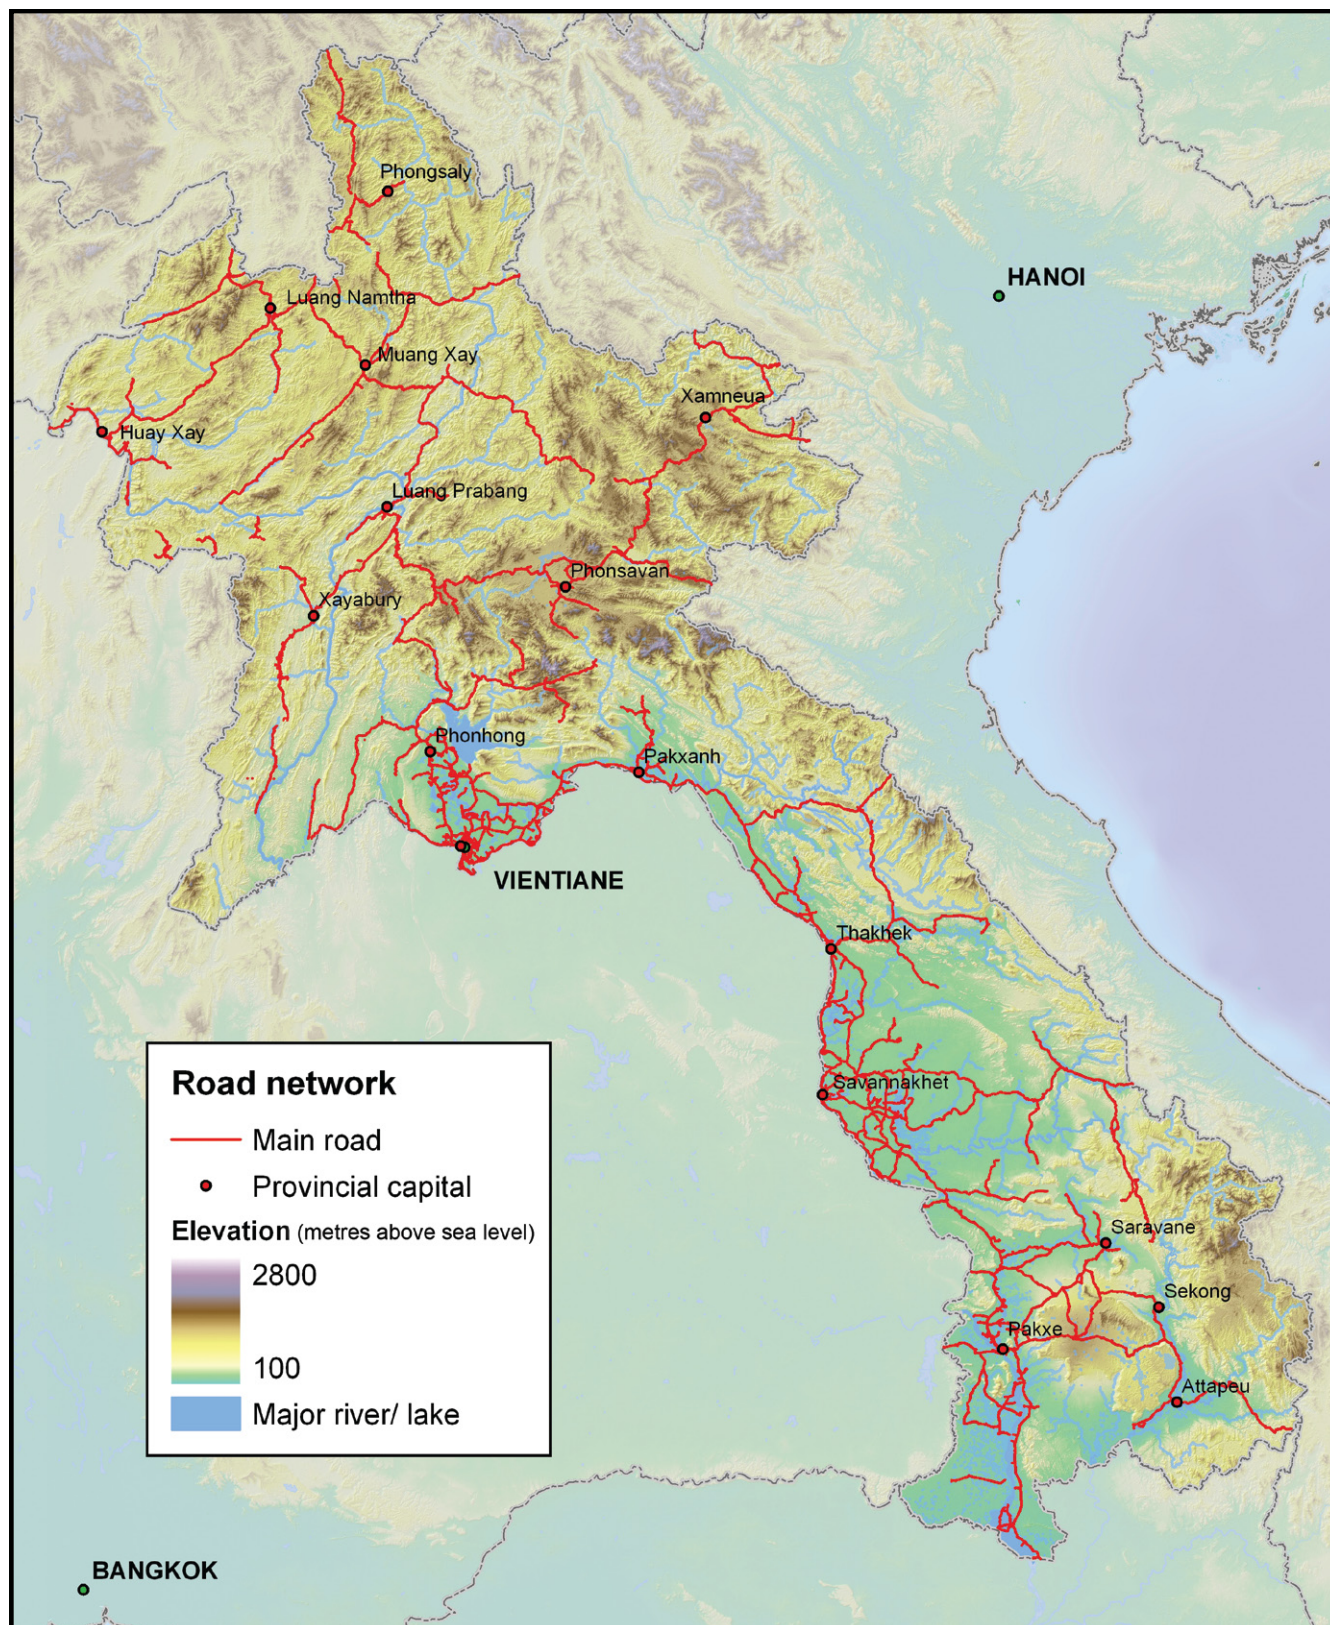 Phongsaly
HANOI
Luang Namtha
Muang Xay
Xamneua
Huay Xay
Luang Prabang
Phonsavan
Xayabury
Phonhong
Pakxanh
VIENTIANE
Thakhek
Savannakhet
Saravane
Sekong
Pakxe
Attapeu
Road network
Main road
Provincial capital
Elevation (metres above sea level)
2800
100
Major river/ lake
BANGKOK